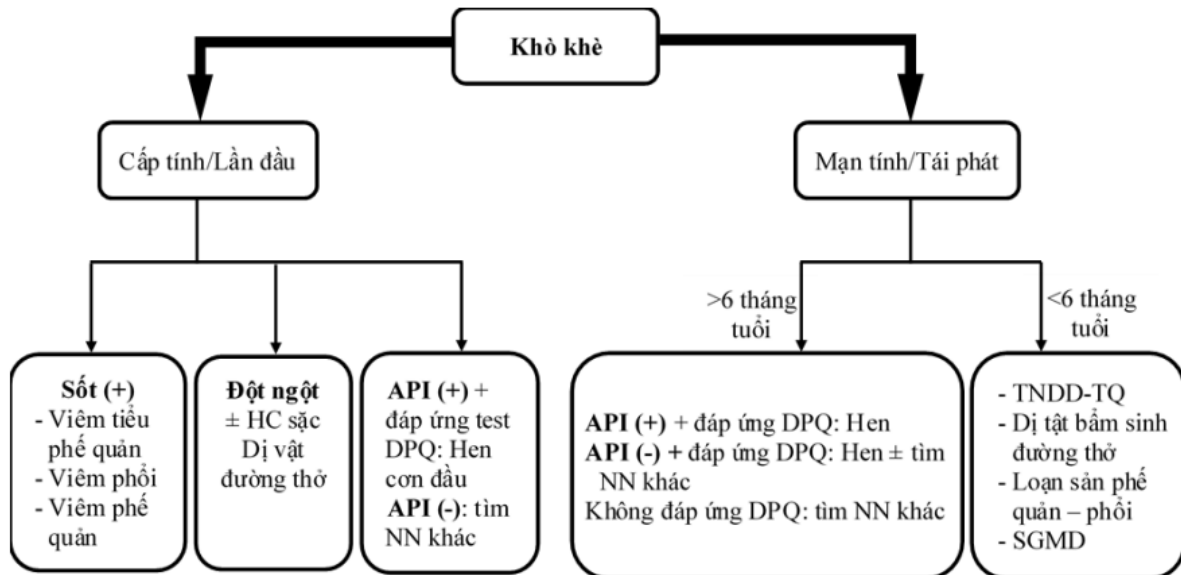 Khò khè
Cấp tính/Lần đầu
Mạn tính/Tái phát
>6 tháng
tuổi
<6 tháng
tuổi
Sốt (+)
- Viêm tiểu
phế quản
- Viêm phổi
- Viêm phế
quản
Đột ngột
± HC sặc
Dị vật
đường thở
API (+) +
đáp ứng test
DPQ: Hen
cơn đầu
API (-): tìm
NN khác
API (+) + đáp ứng DPQ: Hen
API (-) + đáp ứng DPQ: Hen ± tìm
NN khác
Không đáp ứng DPQ: tìm NN khác
- TNDD-TQ
- Dị tật bẩm sinh
đường thở
- Loạn sản phế
quản – phổi
- SGMD